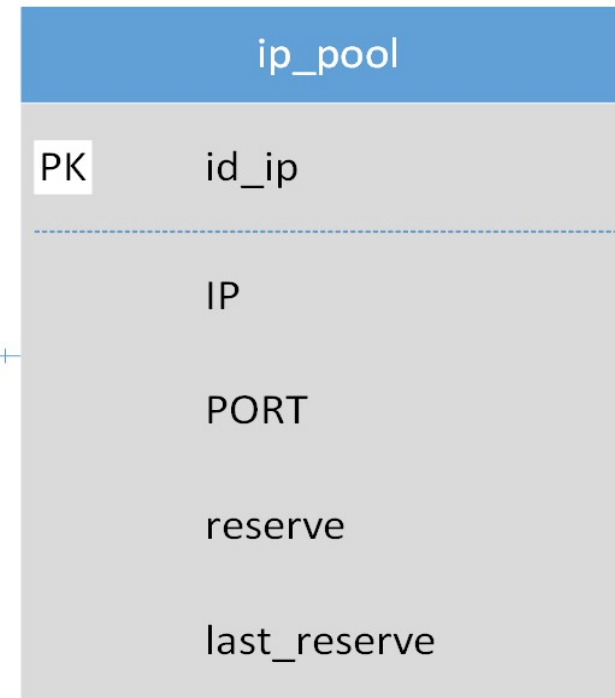 ip_pool
PK id_ip
IP
PORT
reserve
last_reserve